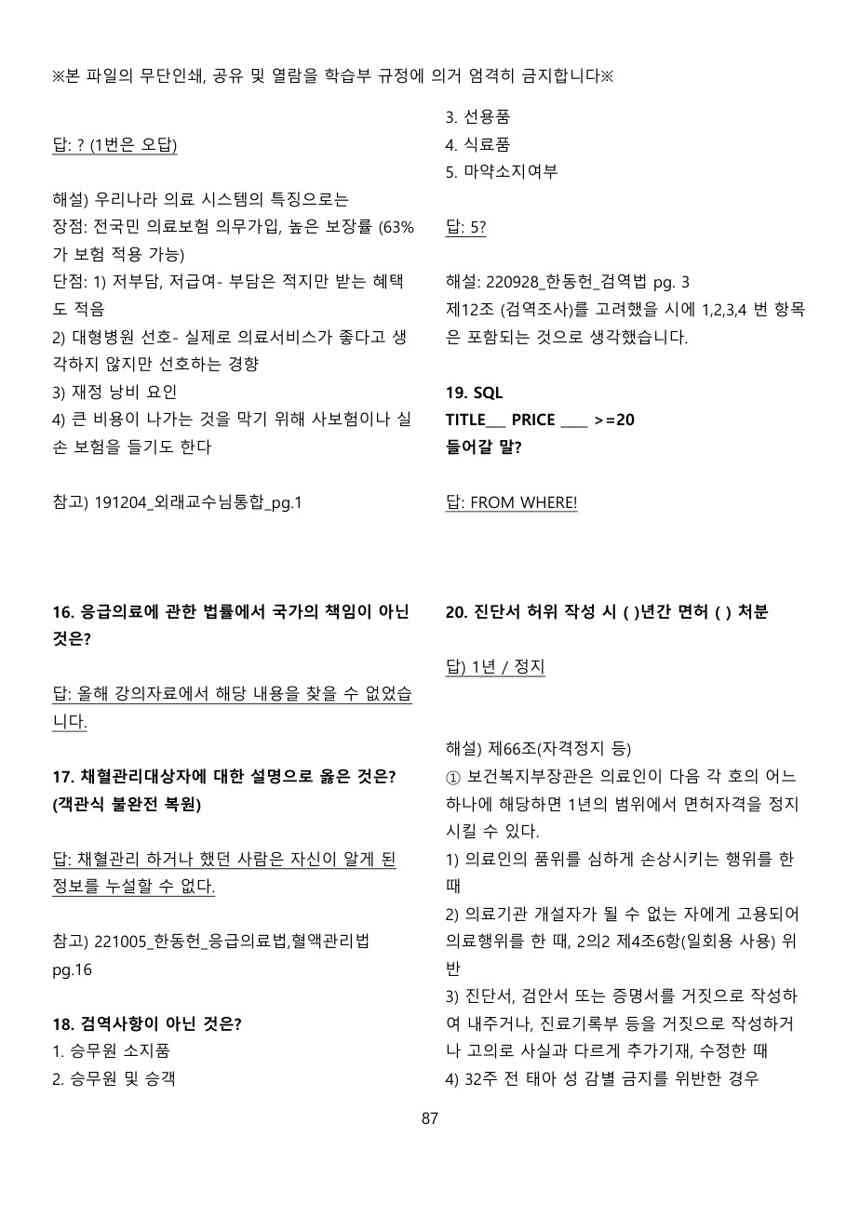 ※본 파일의 무단인쇄, 공유 및 열람을 학습부 규정에 의거 엄격히 금지합니다※
답: ? (1번은 오답)
해설) 우리나라 의료 시스템의 특징으로는
장점: 전국민 의료보험 의무가입, 높은 보장률 (63%
가 보험 적용 가능)
단점: 1) 저부담, 저급여- 부담은 적지만 받는 혜택
도 적음
2) 대형병원 선호- 실제로 의료서비스가 좋다고 생
각하지 않지만 선호하는 경향
3) 재정 낭비 요인
4) 큰 비용이 나가는 것을 막기 위해 사보험이나 실
손 보험을 들기도 한다
참고) 191204_외래교수님통합_pg.1
16. 응급의료에 관한 법률에서 국가의 책임이 아닌
것은?
답: 올해 강의자료에서 해당 내용을 찾을 수 없었습
니다.
17. 채혈관리대상자에 대한 설명으로 옳은 것은?
(객관식 불완전 복원)
답: 채혈관리 하거나 했던 사람은 자신이 알게 된
정보를 누설할 수 없다.
참고) 221005_한동헌_응급의료법,혈액관리법
pg.16
18. 검역사항이 아닌 것은?
1. 승무원 소지품
2. 승무원 및 승객
3. 선용품
4. 식료품
5. 마약소지여부
답: 5?
해설: 220928_한동헌_검역법 pg. 3
제12조 (검역조사)를 고려했을 시에 1,2,3,4 번 항목
은 포함되는 것으로 생각했습니다.
19. SQL
TITLE___ PRICE ____ >=20
들어갈 말?
답: FROM WHERE!
20. 진단서 허위 작성 시 ( )년간 면허 ( ) 처분
답) 1년 / 정지
해설) 제66조(자격정지 등)
① 보건복지부장관은 의료인이 다음 각 호의 어느
하나에 해당하면 1년의 범위에서 면허자격을 정지
시킬 수 있다.
1) 의료인의 품위를 심하게 손상시키는 행위를 한
때
2) 의료기관 개설자가 될 수 없는 자에게 고용되어
의료행위를 한 때, 2의2 제4조6항(일회용 사용) 위
반
3) 진단서, 검안서 또는 증명서를 거짓으로 작성하
여 내주거나, 진료기록부 등을 거짓으로 작성하거
나 고의로 사실과 다르게 추가기재, 수정한 때
4) 32주 전 태아 성 감별 금지를 위반한 경우
87